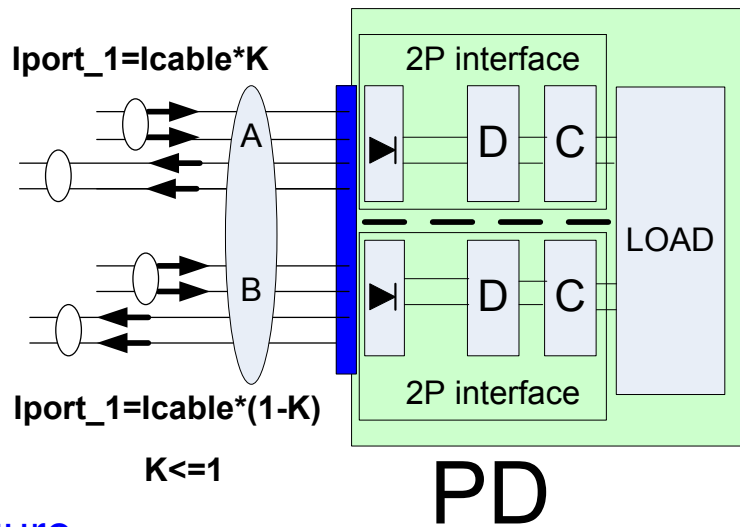 Iport_1=Icable*K
2P interface
A
D
C
LOAD
B
D
C
2P interface
Iport_1=Icable*(1-K)
K<=1
PD